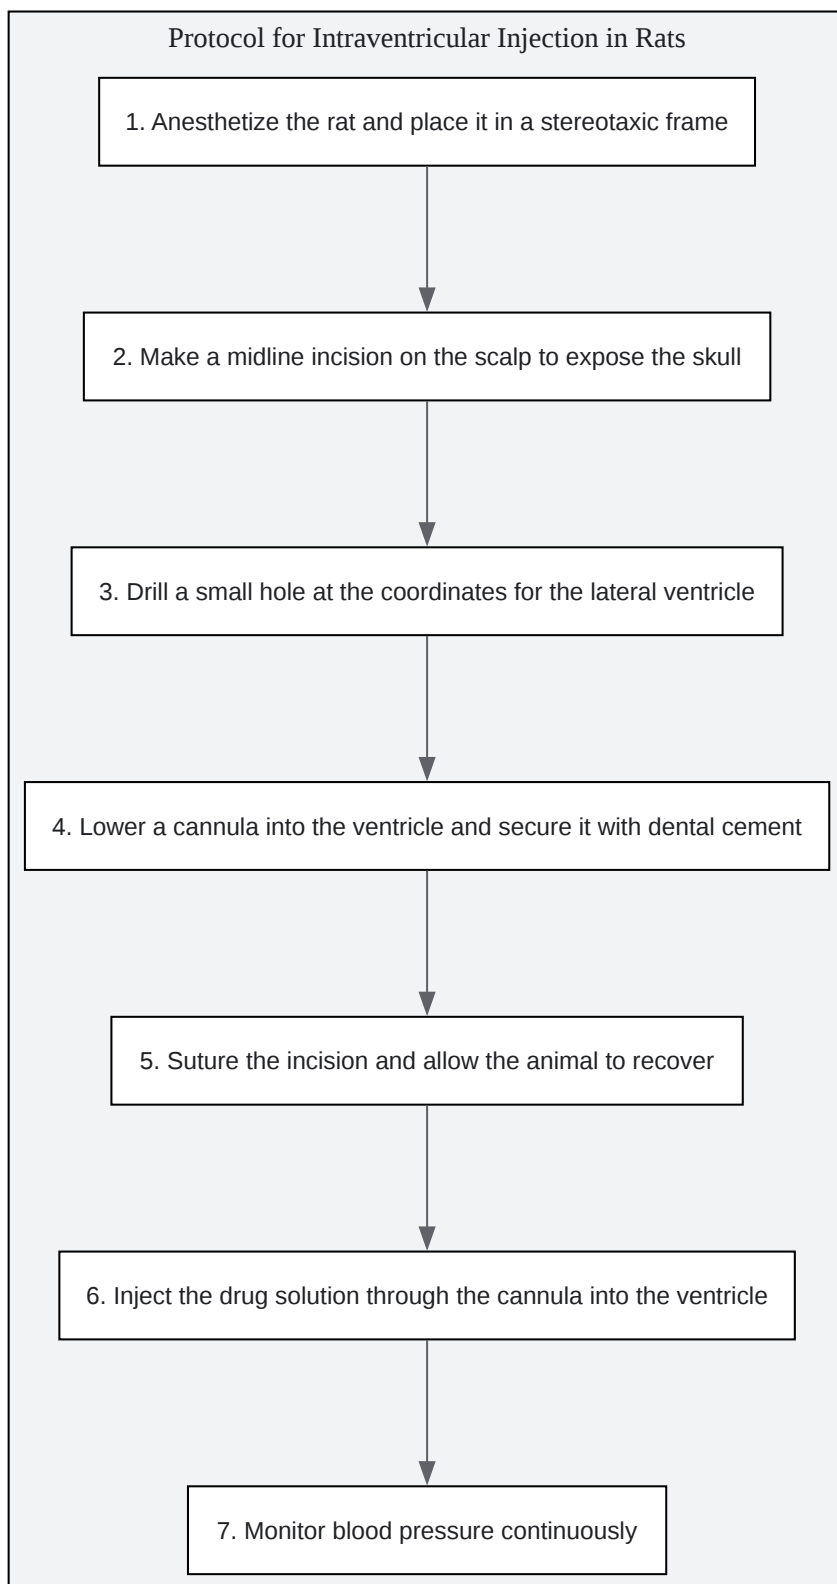 Protocol for Intraventricular Injection in Rats
1. Anesthetize the rat and place it in a stereotaxic frame
2. Make a midline incision on the scalp to expose the skull
3. Drill a small hole at the coordinates for the lateral ventricle
4. Lower a cannula into the ventricle and secure it with dental cement
5. Suture the incision and allow the animal to recover
6. Inject the drug solution through the cannula into the ventricle
7. Monitor blood pressure continuously